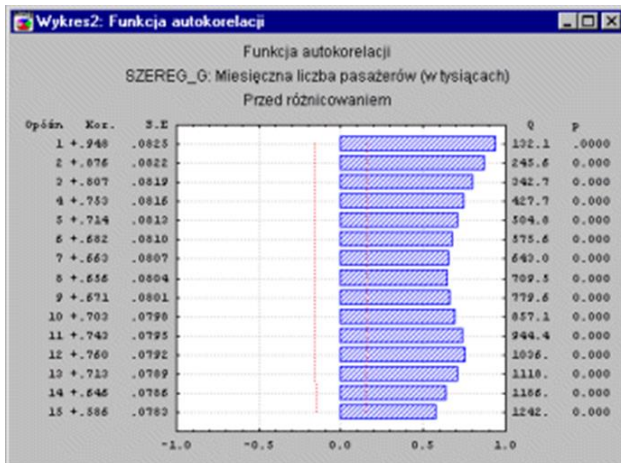 Wykres2: Funkcja autokorelacji
Funkcja autokorelacji
SZEREG_G: Miesięczna liczba pasażerów (w tysiącach)
Przed różnicowaniem
Opóźn. Kor. S.E Q p
1 +.948 .0825 132.1 .0000
2 +.876 .0822 245.6 0.000
3 +.807 .0819 342.7 0.000
4 +.753 .0816 427.7 0.000
5 +.714 .0813 504.8 0.000
6 +.682 .0810 575.6 0.000
7 +.663 .0807 643.0 0.000
8 +.656 .0804 709.5 0.000
9 +.671 .0801 779.6 0.000
10 +.703 .0798 857.1 0.000
11 +.743 .0795 944.4 0.000
12 +.760 .0792 1036. 0.000
13 +.713 .0789 1118. 0.000
14 +.646 .0786 1186. 0.000
15 +.586 .0783 1242. 0.000
-1.0 -0.5 0.0 0.5 1.0